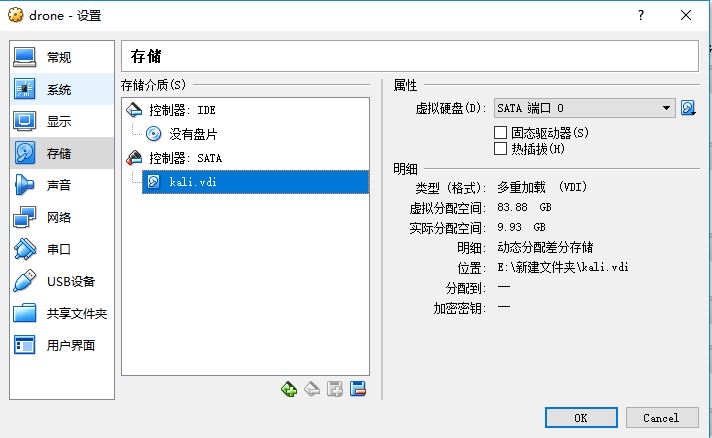 drone - 设置
常规
系统
显示
存储
声音
网络
串口
USB设备
共享文件夹
用户界面
存储
存储介质(S)
控制器: IDE
没有盘片
控制器: SATA
kali.vdi
属性
虚拟硬盘(D): SATA 端口 0
固态驱动器(S)
热插拔(H)
明细
类型 (格式): 多重加载 (VDI)
虚拟分配空间: 83.88 GB
实际分配空间: 9.93 GB
明细: 动态分配差分存储
位置: E:\新建文件夹\kali.vdi
分配到: —
加密密钥: —
OK
Cancel